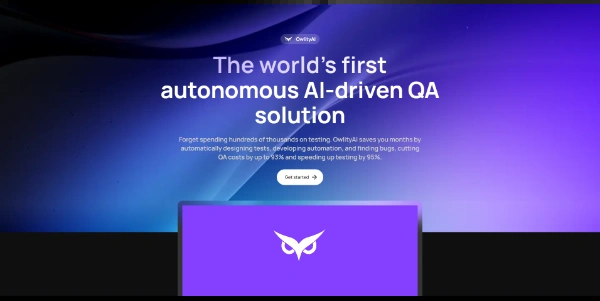 OwlityAI
The world's first
autonomous AI-driven QA
solution
Forget spending hundreds of thousands on testing. OwlityAI saves you months by
automatically designing tests, developing automation, and finding bugs, cutting
QA costs by up to 93% and speeding up testing by 95%.
Get started →